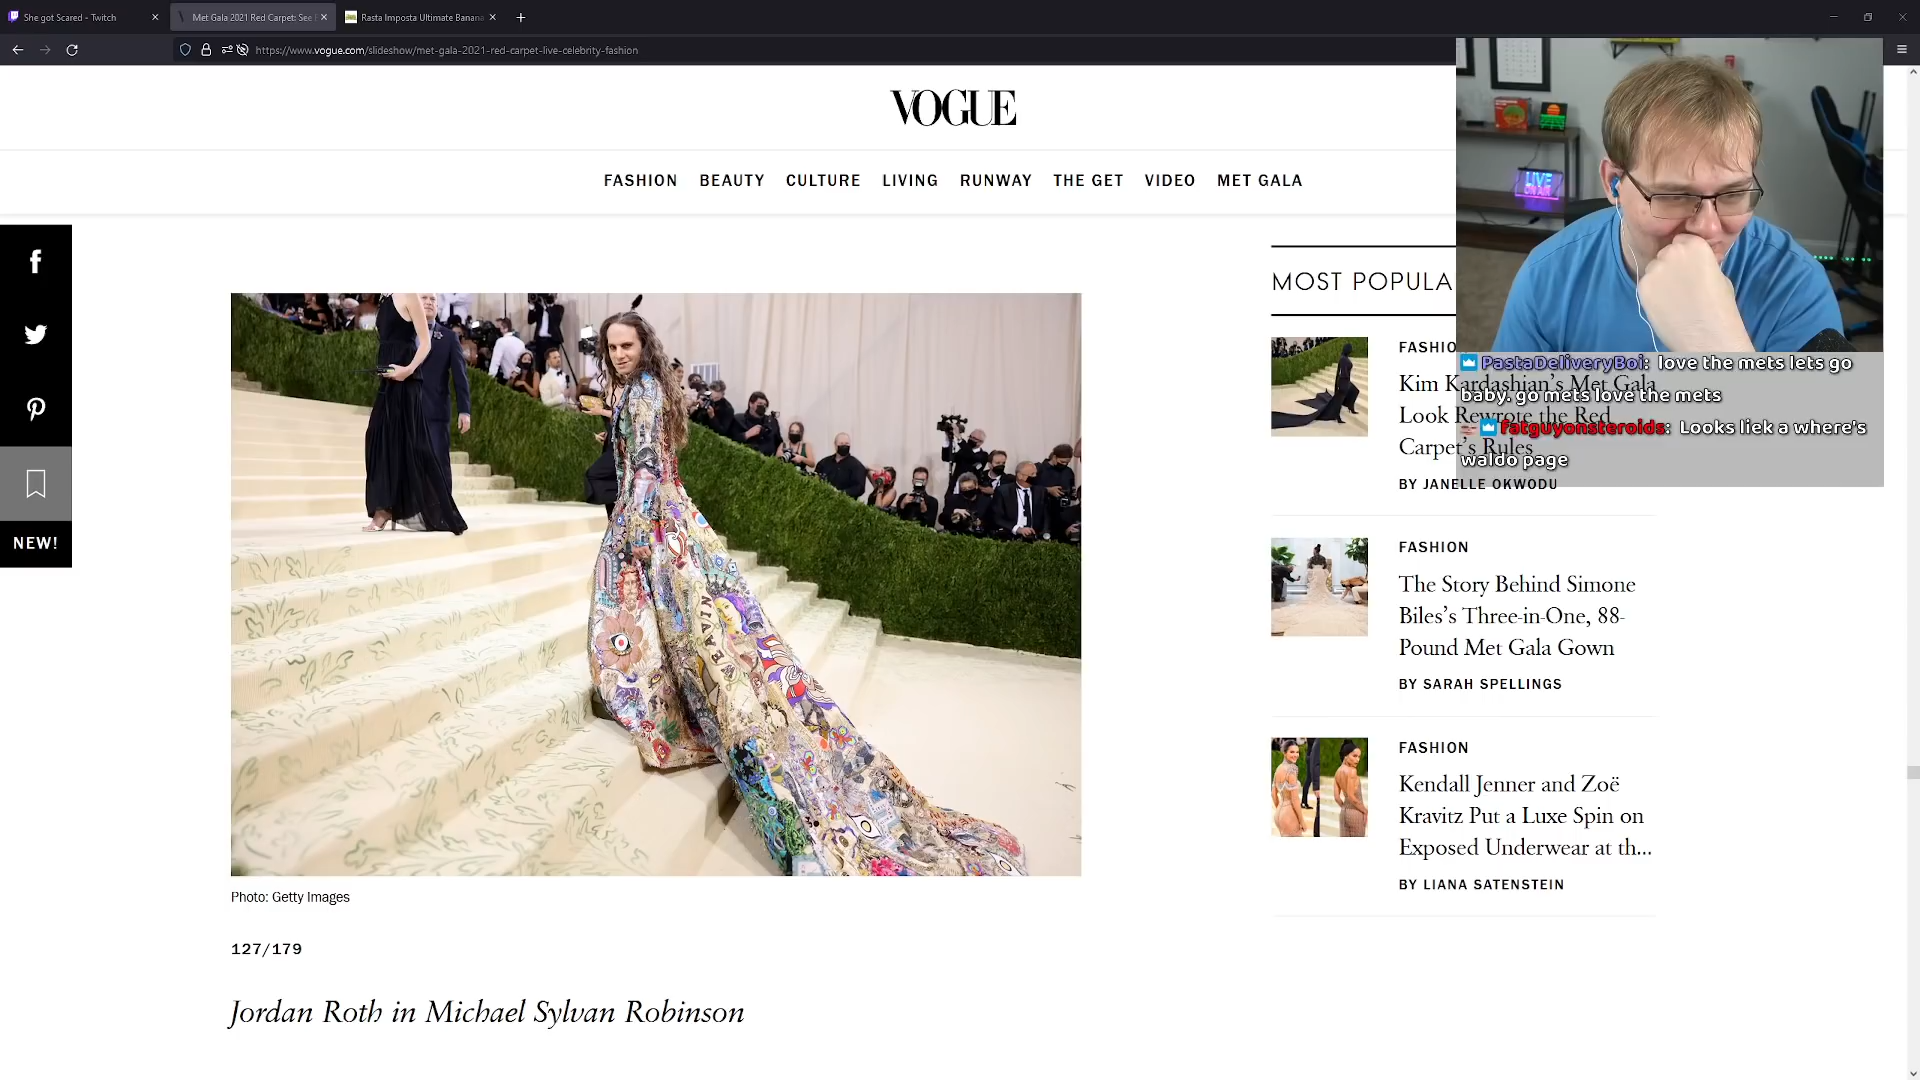 She got Scared - Twitch
Met Gala 2021 Red Carpet: See
Rasta Imposta Ultimate Banana
https://www.vogue.com/slideshow/met-gala-2021-red-carpet-live-celebrity-fashion
VOGUE
FASHION BEAUTY CULTURE LIVING RUNWAY THE GET VIDEO MET GALA
LIVE
NEW!
MOST POPULA
FASHIO
Kim Kardashian's Met Gala
Look Rewrote the Red
Carpet's Rules
BY JANELLE OKWODU
PastaDeliveryBoi: love the mets lets go
baby. go mets love the mets
fatguyonsteroids: Looks liek a where's
waldo page
FASHION
The Story Behind Simone
Biles's Three-in-One, 88-
Pound Met Gala Gown
BY SARAH SPELLINGS
FASHION
Kendall Jenner and Zoë
Kravitz Put a Luxe Spin on
Exposed Underwear at th...
BY LIANA SATENSTEIN
Photo: Getty Images
127/179
Jordan Roth in Michael Sylvan Robinson